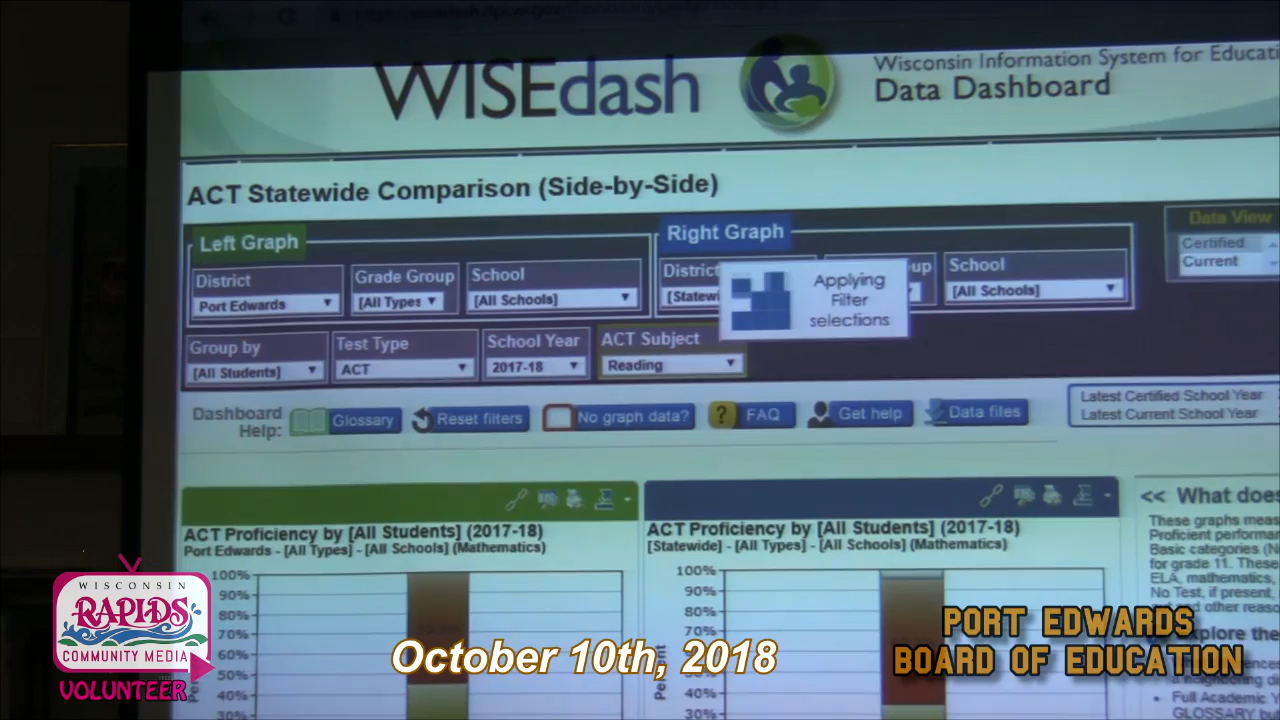 WISEdash
Wisconsin Information System for Educati
Data Dashboard
ACT Statewide Comparison (Side-by-Side)
Left Graph
District
Port Edwards
Grade Group
[All Types
School
[All Schools]
Right Graph
District
[Statewi
up
School
[All Schools]
Applying
Filter
selections
Data View
Certified
Current
Group by
[All Students]
Test Type
ACT
School Year
2017-18
ACT Subject
Reading
Dashboard
Help:
Glossary
Reset filters
No graph data?
? FAQ
Get help
Data files
Latest Certified School Year
Latest Current School Year
ACT Proficiency by [All Students] (2017-18)
Port Edwards - [All Types] - [All Schools] (Mathematics)
100%
90%
80%
70%
60%
50%
40%
30%
ACT Proficiency by [All Students] (2017-18)
[Statewide] - [All Types] - [All Schools] (Mathematics)
100%
90%
80%
70%
50%
40%
30%
Percent
<< What does
These graphs meas
Proficient performan
Basic categories (N
for grade 11. These
ELA, mathematics,
No Test, if present,
and other reaso
xplore the
Full Academic Y
GLOSSARY bu
WISCONSIN
RAPIDS
COMMUNITY MEDIA
VOLUNTEER
October 10th, 2018
PORT EDWARDS
BOARD OF EDUCATION